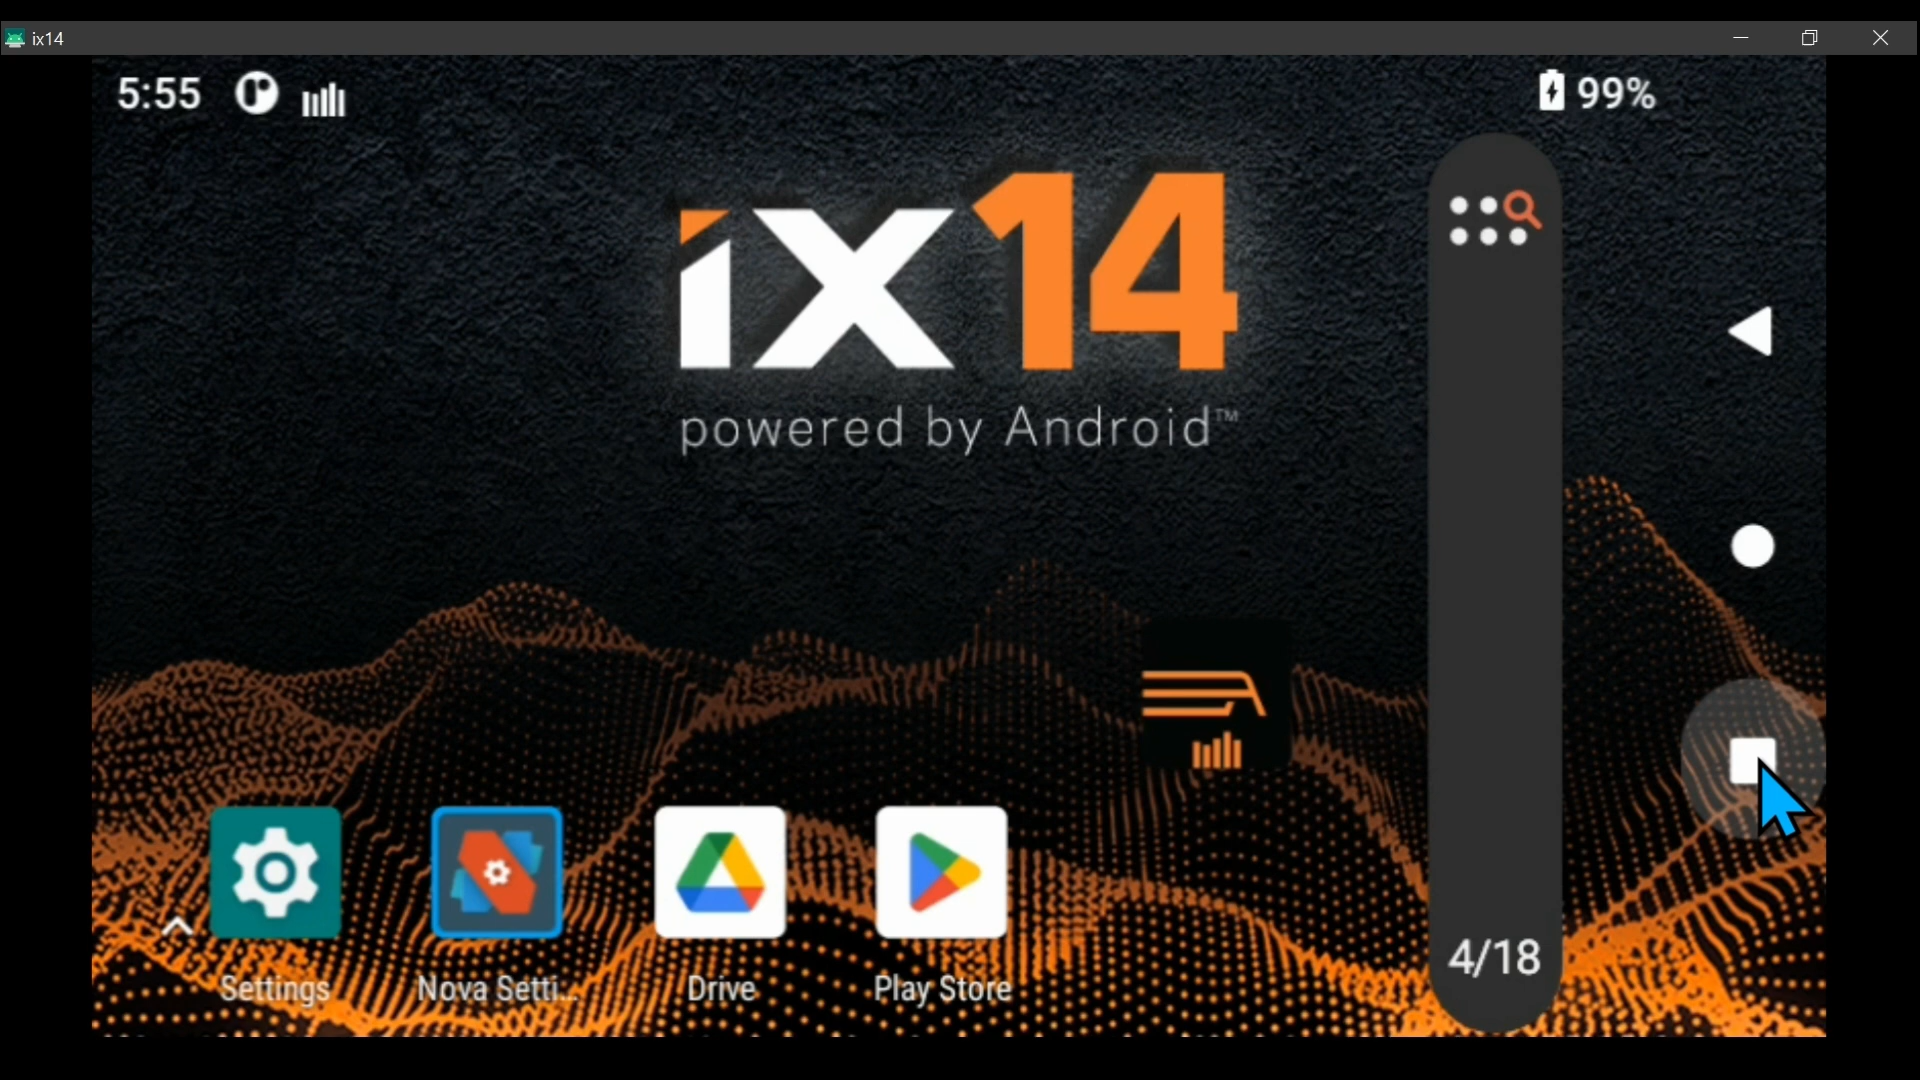 ix14
5:55
99%
ix14
powered by Android™
4/18
Settings
Nova Setti...
Drive
Play Store